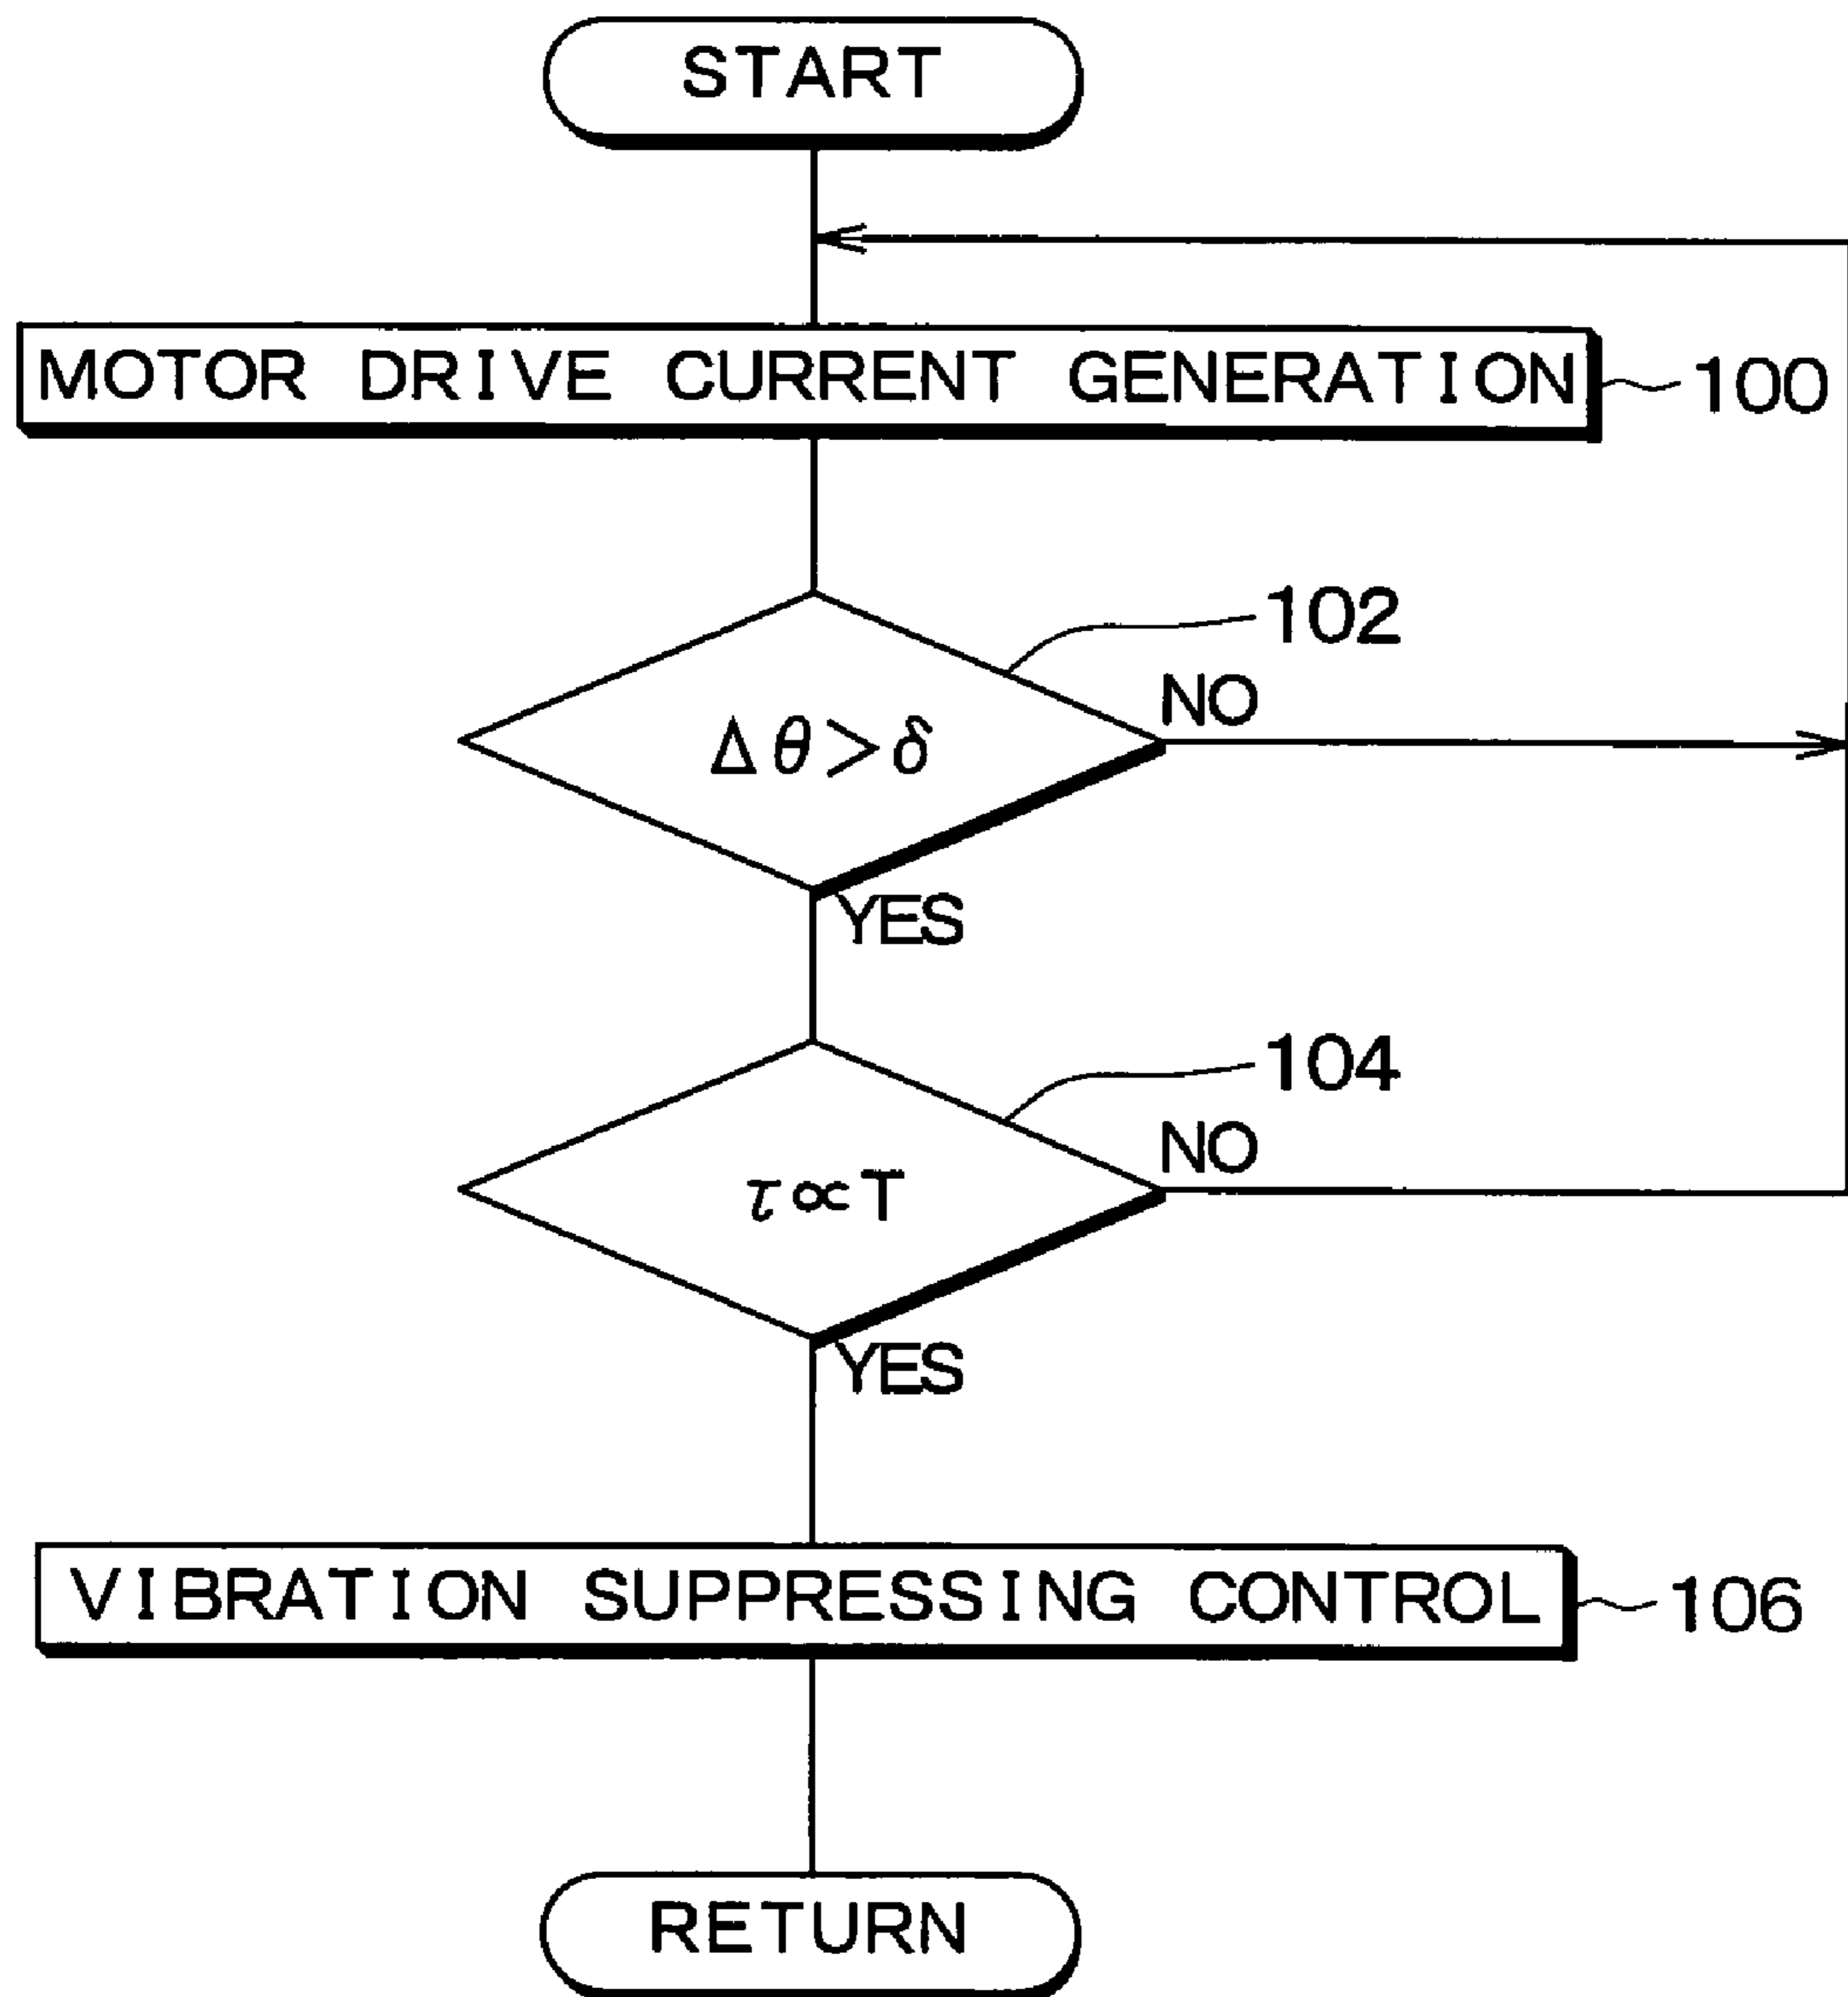 START
MOTOR DRIVE CURRENT GENERATION
100
102
Δθ>δ
NO
YES
104
τ∝T
NO
YES
VIBRATION SUPPRESSING CONTROL
106
RETURN